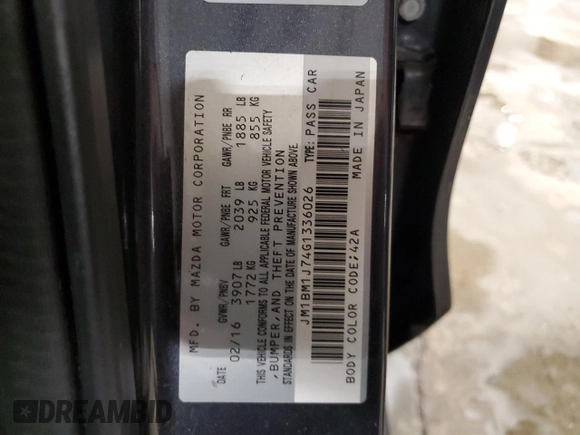 MFD. BY MAZDA MOTOR CORPORATION
DATE GVWR/PNBV GAWR/PNBE FRT GAWR/PNBE RR
02/16 3907LB 2039 LB 1885 LB
1772KG 925 KG 855 KG
THIS VEHICLE CONFORMS TO ALL APPLICABLE FEDERAL MOTOR VEHICLE SAFETY
,BUMPER,AND THEFT PREVENTION
STANDARDS IN EFFECT ON THE DATE OF MANUFACTURE SHOWN ABOVE.
JM1BM1J74G1336026 TYPE: PASS CAR
BODY COLOR CODE;42A MADE IN JAPAN
DREAMBID